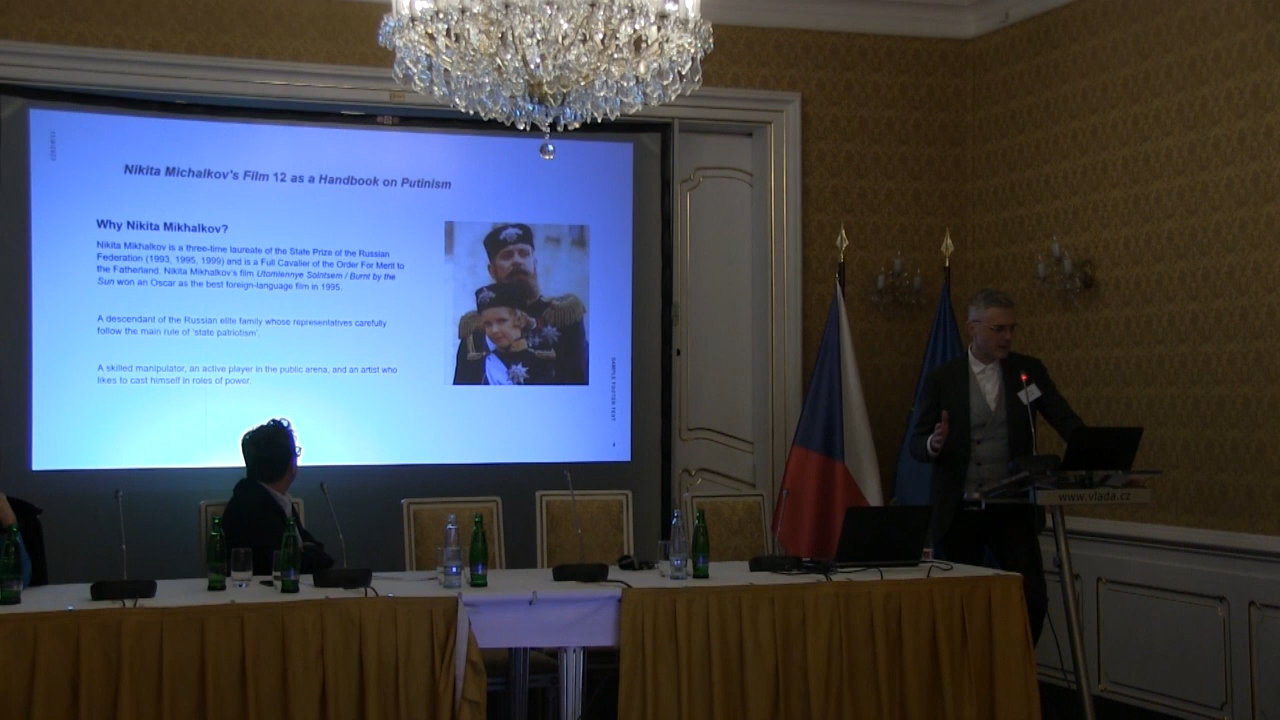 Nikita Michalkov's Film 12 as a Handbook on Putinism
Why Nikita Mikhalkov?
Nikita Mikhalkov is a three-time laureate of the State Prize of the Russian
Federation (1993, 1995, 1999) and is a Full Cavalier of the Order For Merit to
the Fatherland. Nikita Mikhalkov's film Utomlennye Solntsem / Burnt by the
Sun won an Oscar as the best foreign-language film in 1995.
A descendant of the Russian elite family whose representatives carefully
follow the main rule of 'state patriotism'.
A skilled manipulator, an active player in the public arena, and an artist who
likes to cast himself in roles of power.
SAMPLE FOOTER TEXT
www.vlada.cz